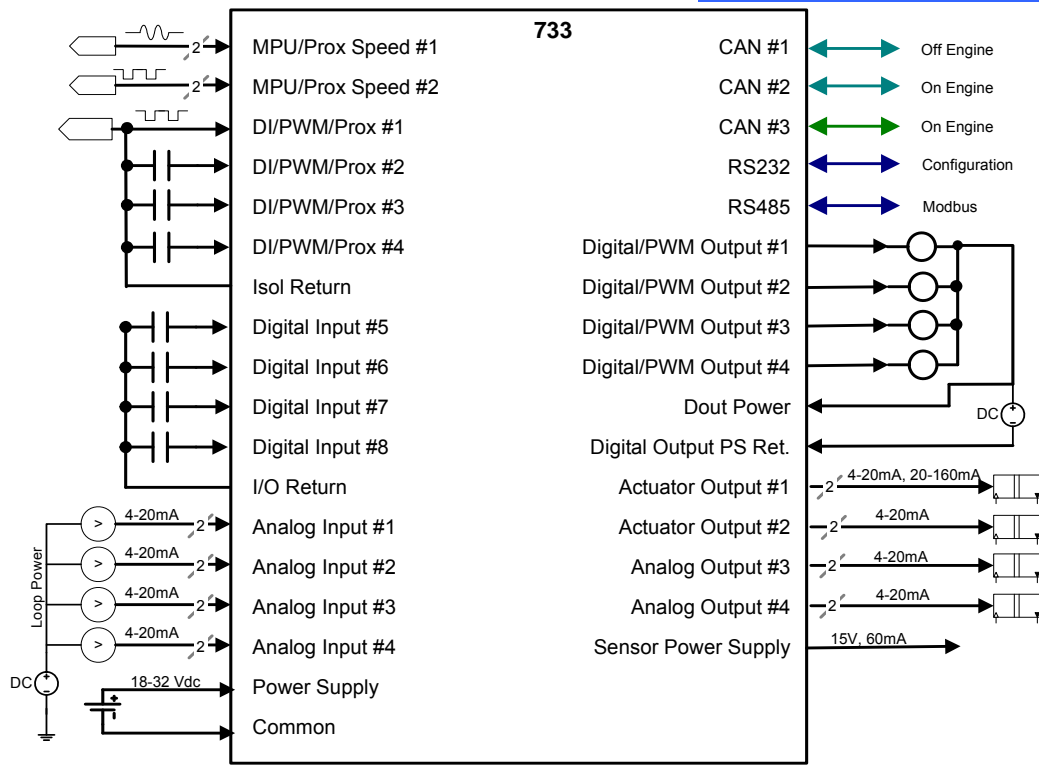 733
MPU/Prox Speed #1
MPU/Prox Speed #2
DI/PWM/Prox #1
DI/PWM/Prox #2
DI/PWM/Prox #3
DI/PWM/Prox #4
Isol Return
Digital Input #5
Digital Input #6
Digital Input #7
Digital Input #8
I/O Return
Analog Input #1
Analog Input #2
Analog Input #3
Analog Input #4
Power Supply
Common
2
2
4-20mA
2
4-20mA
2
4-20mA
2
4-20mA
2
>
>
>
>
Loop Power
DC
+
–
18-32 Vdc
+
CAN #1
Off Engine
CAN #2
On Engine
CAN #3
On Engine
RS232
Configuration
RS485
Modbus
Digital/PWM Output #1
Digital/PWM Output #2
Digital/PWM Output #3
Digital/PWM Output #4
Dout Power
DC
+
–
Digital Output PS Ret.
Actuator Output #1
2
4-20mA, 20-160mA
Actuator Output #2
2
4-20mA
Analog Output #3
2
4-20mA
Analog Output #4
2
4-20mA
Sensor Power Supply
15V, 60mA